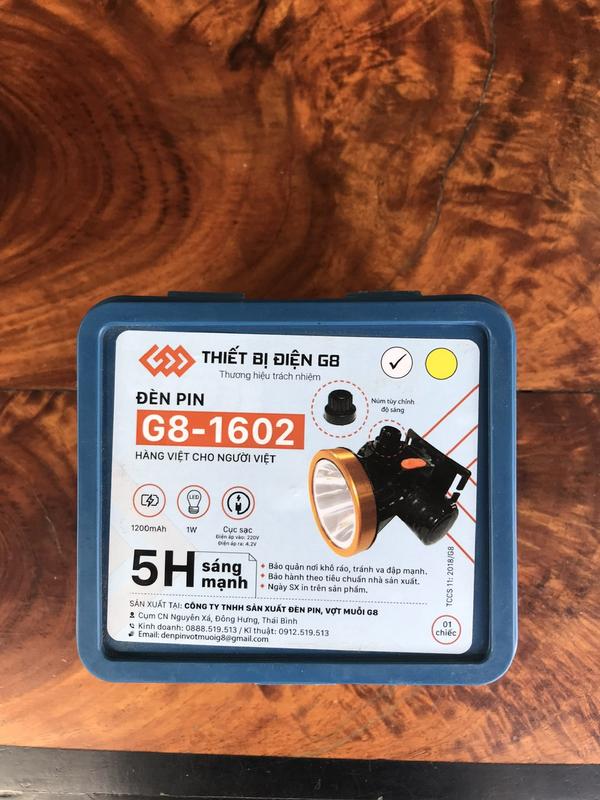 THIẾT BỊ ĐIỆN G8
Thương hiệu trách nhiệm
ĐÈN PIN
G8-1602
HÀNG VIỆT CHO NGƯỜI VIỆT
Núm tùy chỉnh
độ sáng
LED
1200mAh
1W
Cục sạc
Điện áp vào: 220V
Điện áp ra: 4.2V
5H sáng mạnh
Bảo quản nơi khô ráo, tránh va đập mạnh.
Bảo hành theo tiêu chuẩn nhà sản xuất.
Ngày SX in trên sản phẩm.
TCCS 11: 2018/G8
SẢN XUẤT TẠI: CÔNG TY TNHH SẢN XUẤT ĐÈN PIN, VỢT MUỖI G8
Cụm CN Nguyên Xá, Đông Hưng, Thái Bình
Kinh doanh: 0888.519.513 / Kĩ thuật: 0912.519.513
Email: denpinvotmuoig8@gmail.com
01
chiếc